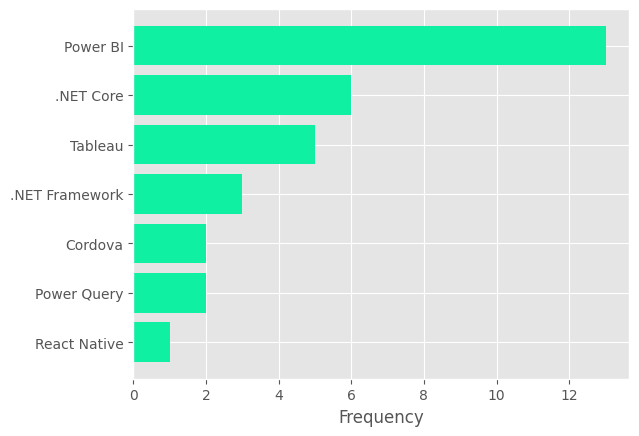 Power BI
.NET Core
Tableau
.NET Framework
Cordova
Power Query
React Native
0 2 4 6 8 10 12
Frequency